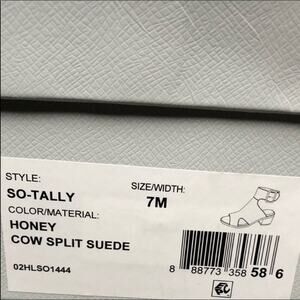 STYLE:
SO-TALLY
SIZE/WIDTH:
7M
COLOR/MATERIAL:
HONEY
COW SPLIT SUEDE
02HLSO1444
8 88773 358 58 6